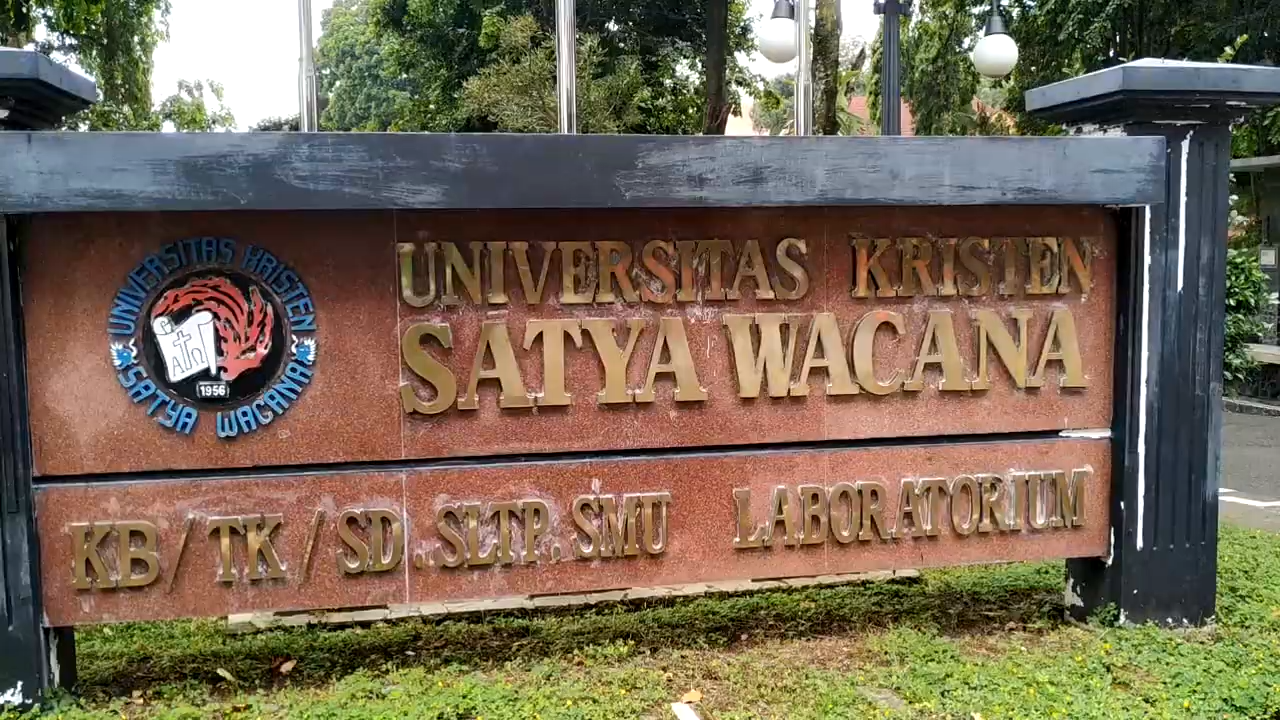 UNIVERSITAS KRISTEN
SATYA WACANA
1956
UNIVERSITAS KRISTEN
SATYA WACANA
KB / TK / SD . SLTP . SMU LABORATORIUM